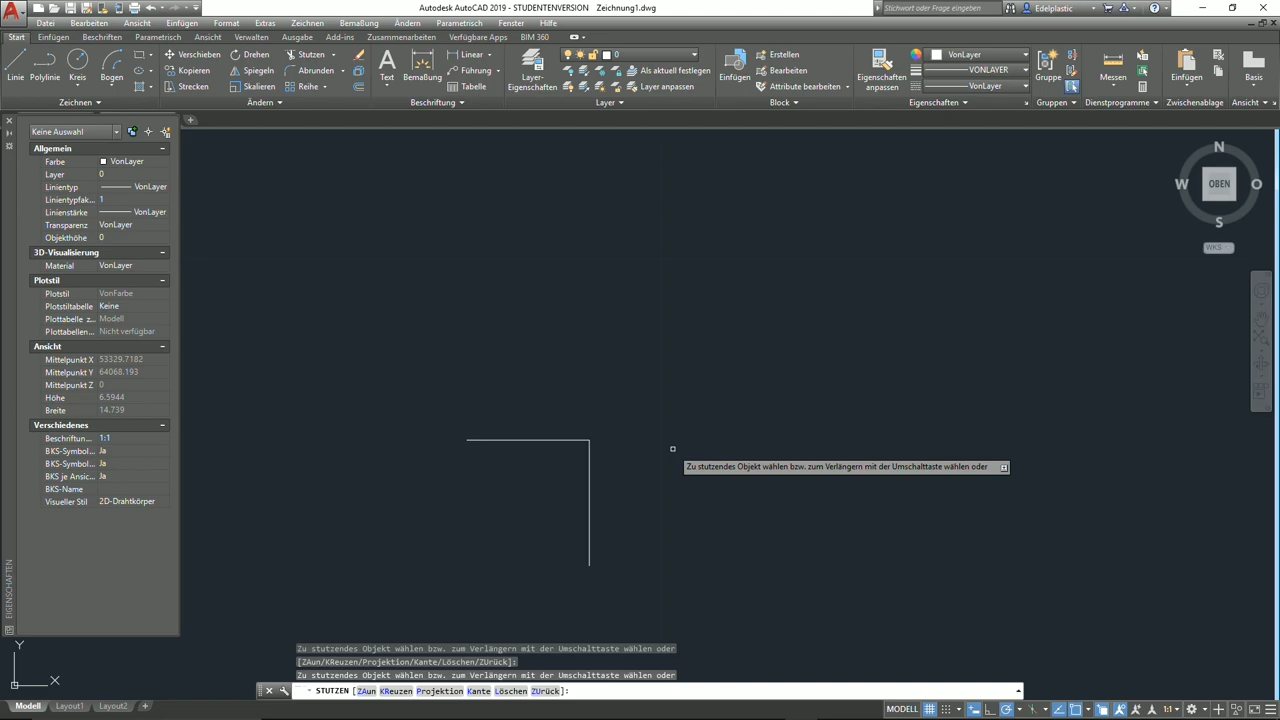 Autodesk AutoCAD 2019 - STUDENTENVERSION Zeichnung1.dwg
Stichwort oder Frage eingeben
Edelplastic
Datei Bearbeiten Ansicht Einfügen Format Extras Zeichnen Bemaßung Ändern Parametrisch Fenster Hilfe
Start Einfügen Beschriften Parametrisch Ansicht Verwalten Ausgabe Add-ins Zusammenarbeiten Verfügbare Apps BIM 360
Linie Polylinie Kreis Bogen
Verschieben Drehen Stutzen
Kopieren Spiegeln Abrunden
Strecken Skalieren Reihe
Text Bemaßung
Linear
Führung
Tabelle
Layer-
Eigenschaften
0
Als aktuell festlegen
Layer anpassen
Einfügen
Erstellen
Bearbeiten
Attribute bearbeiten
Eigenschaften
anpassen
VonLayer
VONLAYER
VonLayer
Gruppe
Messen
Einfügen
Basis
Zeichnen Ändern Beschriftung Layer Block Eigenschaften Gruppen Dienstprogramme Zwischenablage Ansicht
Keine Auswahl
Allgemein
Farbe VonLayer
Layer 0
Linientyp VonLayer
Linientypfak... 1
Linienstärke VonLayer
Transparenz VonLayer
Objekthöhe 0
3D-Visualisierung
Material VonLayer
Plotstil
Plotstil VonFarbe
Plotstiltabelle Keine
Plottabelle z... Modell
Plottabellen... Nicht verfügbar
Ansicht
Mittelpunkt X 53329.7182
Mittelpunkt Y 64068.193
Mittelpunkt Z 0
Höhe 6.5944
Breite 14.739
Verschiedenes
Beschriftun... 1:1
BKS-Symbol... Ja
BKS-Symbol... Ja
BKS je Ansic... Ja
BKS-Name
Visueller Stil 2D-Drahtkörper
EIGENSCHAFTEN
N
W OBEN O
S
WKS
Zu stutzendes Objekt wählen bzw. zum Verlängern mit der Umschalttaste wählen oder
Y
X
Zu stutzendes Objekt wählen bzw. zum Verlängern mit der Umschalttaste wählen oder
[ZAun/KReuzen/Projektion/Kante/Löschen/ZUrück]:
Zu stutzendes Objekt wählen bzw. zum Verlängern mit der Umschalttaste wählen oder
STUTZEN [ZAun KReuzen Projektion Kante Löschen ZUrück]:
Modell Layout1 Layout2 +
MODELL 1:1